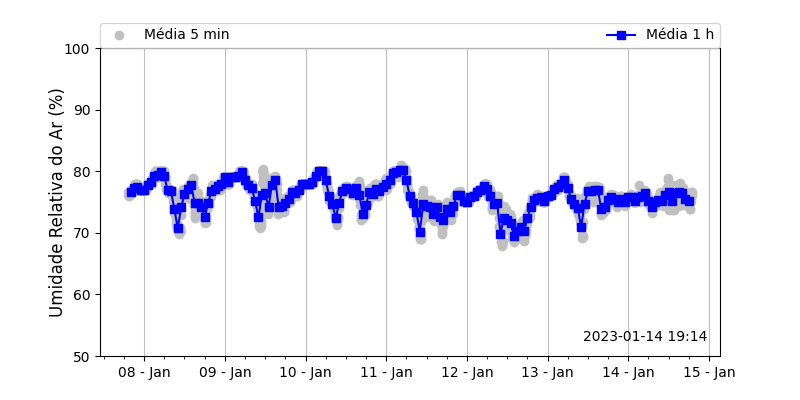 Média 5 min Média 1 h
100
90
80
70
60
50
Umidade Relativa do Ar (%)
2023-01-14 19:14
08 - Jan 09 - Jan 10 - Jan 11 - Jan 12 - Jan 13 - Jan 14 - Jan 15 - Jan